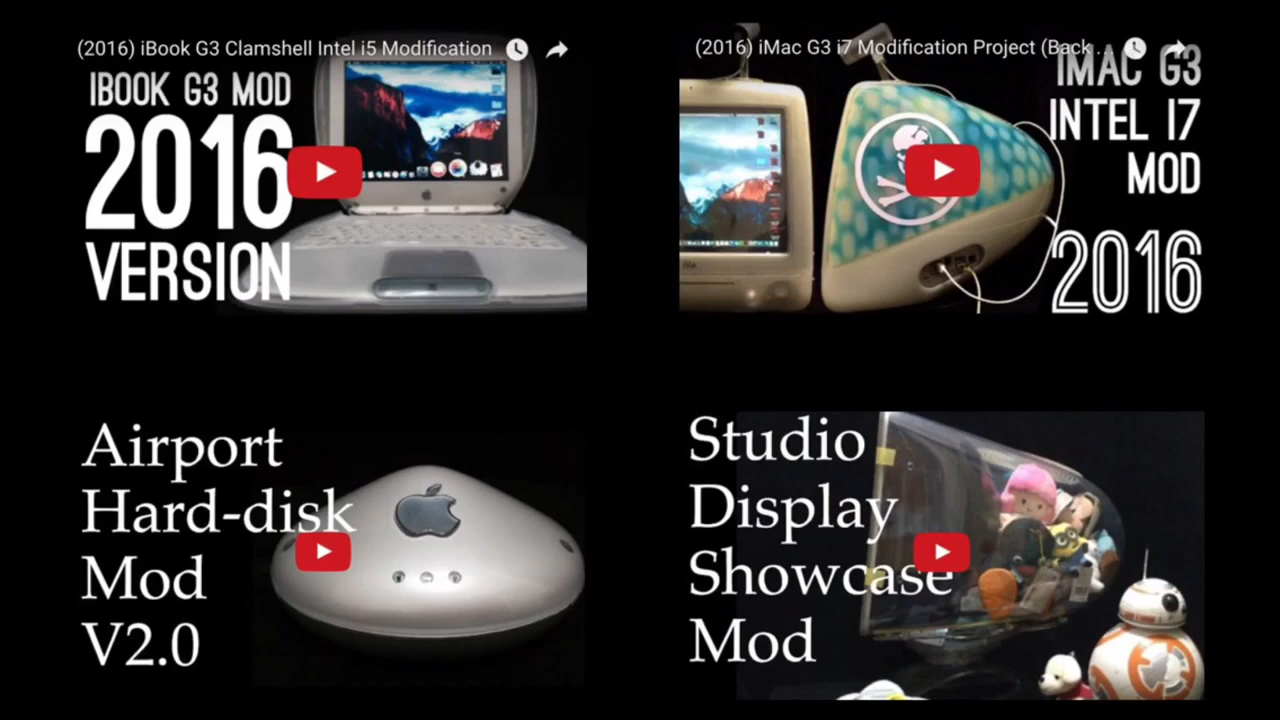 (2016) iBook G3 Clamshell Intel i5 Modification
IBOOK G3 MOD
2016
VERSION
(2016) iMac G3 i7 Modification Project (Back ...
IMAC G3
INTEL I7
MOD
2016
Airport
Hard-disk
Mod
V2.0
Studio
Display
Showcase
Mod